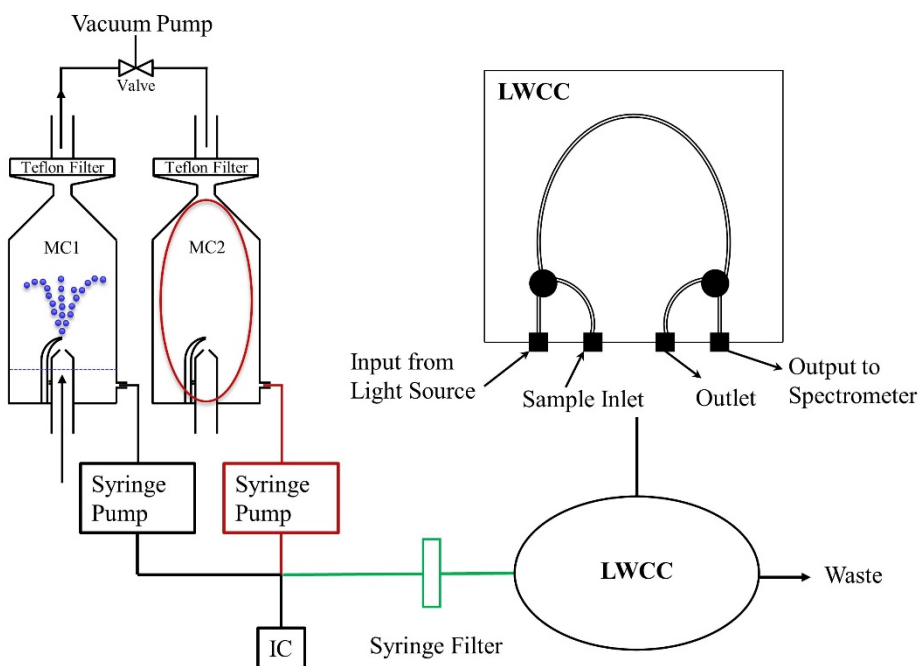 Vacuum Pump
Valve
Teflon Filter
Teflon Filter
MC1
MC2
LWCC
Input from
Light Source
Sample Inlet
Outlet
Output to
Spectrometer
Syringe
Pump
Syringe
Pump
LWCC
Waste
Syringe Filter
IC